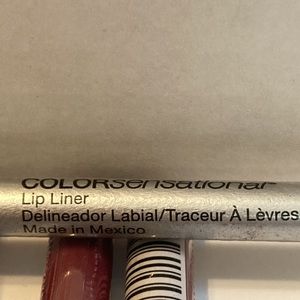 COLORsensational
Lip Liner
Delineador Labial/Traceur À Lèvres
Made in Mexico